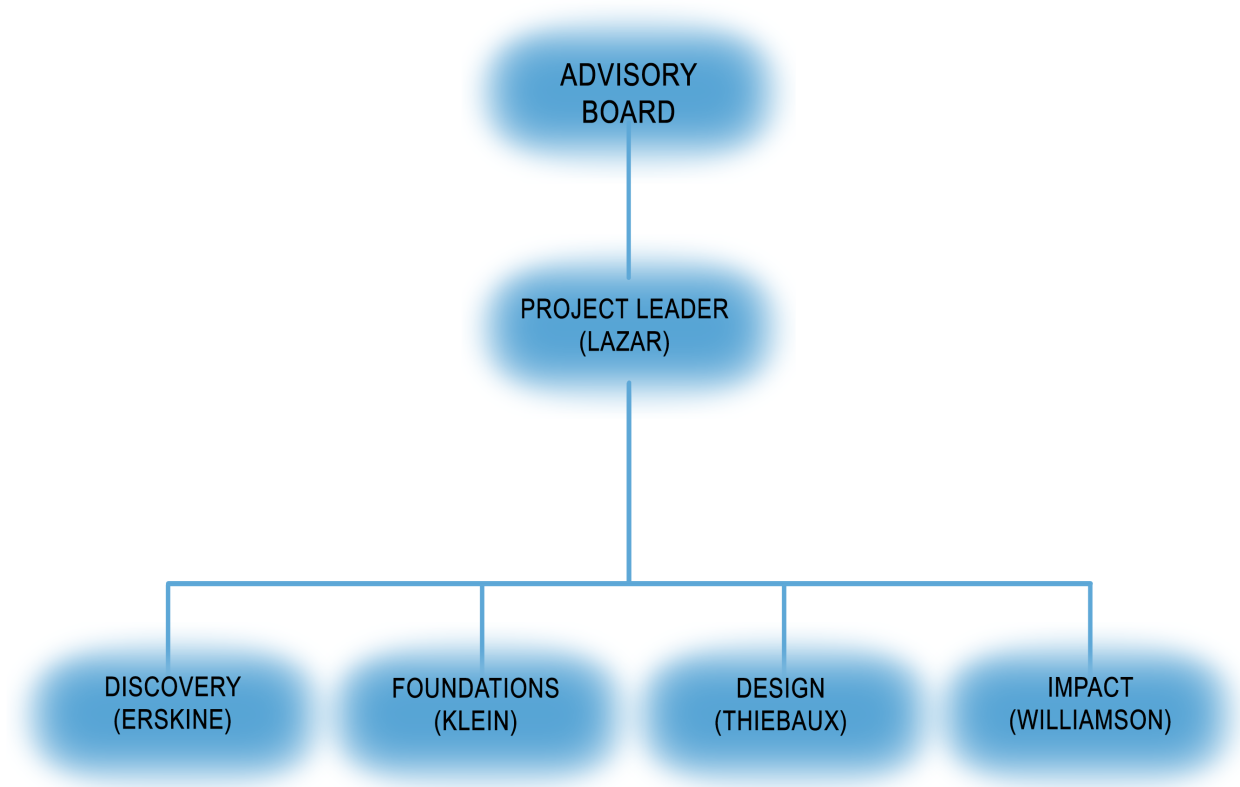 ADVISORY
BOARD
PROJECT LEADER
(LAZAR)
DISCOVERY
(ERSKINE)
FOUNDATIONS
(KLEIN)
DESIGN
(THIEBAUX)
IMPACT
(WILLIAMSON)